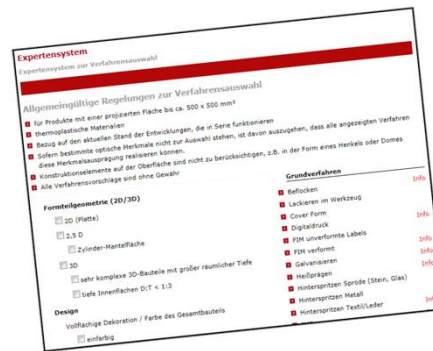 Expertensystem
Expertensystem zur Verfahrensauswahl
Allgemeingültige Regelungen zur Verfahrensauswahl
für Produkte mit einer projizierten Fläche bis ca. 500 x 500 mm²
thermoplastische Materialien
Bezug auf den aktuellen Stand der Entwicklungen, die in Serie funktionieren
Sofern bestimmte optische Merkmale nicht zur Auswahl stehen, ist davon auszugehen, dass alle angezeigten Verfahren
diese Merkmalsausprägung realisieren können.
Konstruktionselemente auf der Oberfläche sind nicht zu berücksichtigen, z.B. in der Form eines Henkels oder Domes
Alle Verfahrensvorschläge sind ohne Gewähr
Formteilgeometrie (2D/3D)
2D (Platte)
2,5 D
Zylinder-Mantelfläche
3D
sehr komplexe 3D-Bauteile mit großer räumlicher Tiefe
tiefe Innenflächen D:T < 1:3
Design
Vollflächige Dekoration / Farbe des Gesamtbauteils
einfarbig
Grundverfahren
Beflocken Info
Lackieren im Werkzeug
Cover Form
Digitaldruck
FIM unverformte Labels Info
FIM verformt Info
Galvanisieren Info
Heißprägen
Hinterspritzen Spröde (Stein, Glas)
Hinterspritzen Metall
Hinterspritzen Textil/Leder